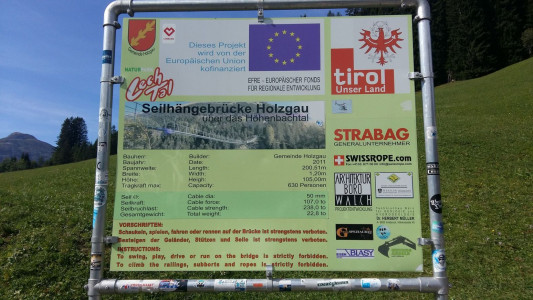 Dieses Projekt
wird von der
Europäischen Union
kofinanziert
EFRE - EUROPÄISCHER FONDS
FÜR REGIONALE ENTWICKLUNG
tirol
Unser Land
Lech
Tal
Seilhängebrücke Holzgau
über das Höhenbachtal
STRABAG
GENERALUNTERNEHMER
SWISSROPE.com
Bauherr: Builder: Gemeinde Holzgau
Baujahr: Date: 2011
Spannweite: Length: 200,51m
Breite: Width: 1,20m
Höhe: Height: 105,00m
Tragkraft max: Capacity: 630 Personen
Seil ∅: Cable dia: 50 mm
Seilkraft: Cable force: 107,0 to
Seilbruchlast: Cable strength: 238,0 to
Gesamtgewicht: Total weight: 22,8 to
ARCHITEKTUR
BÜRO
WALCH
VORSCHRIFTEN:
Schaukeln, spielen, fahren oder rennen auf der Brücke ist strengstens verboten.
Besteigen der Geländer, Stützen und Seile ist strengstens verboten.
INSTRUCTIONS:
To swing, play, drive or run on the bridge is strictly forbidden.
To climb the railings, subborts and ropes is strictly forbidden.
DI HERBERT MÜLLER